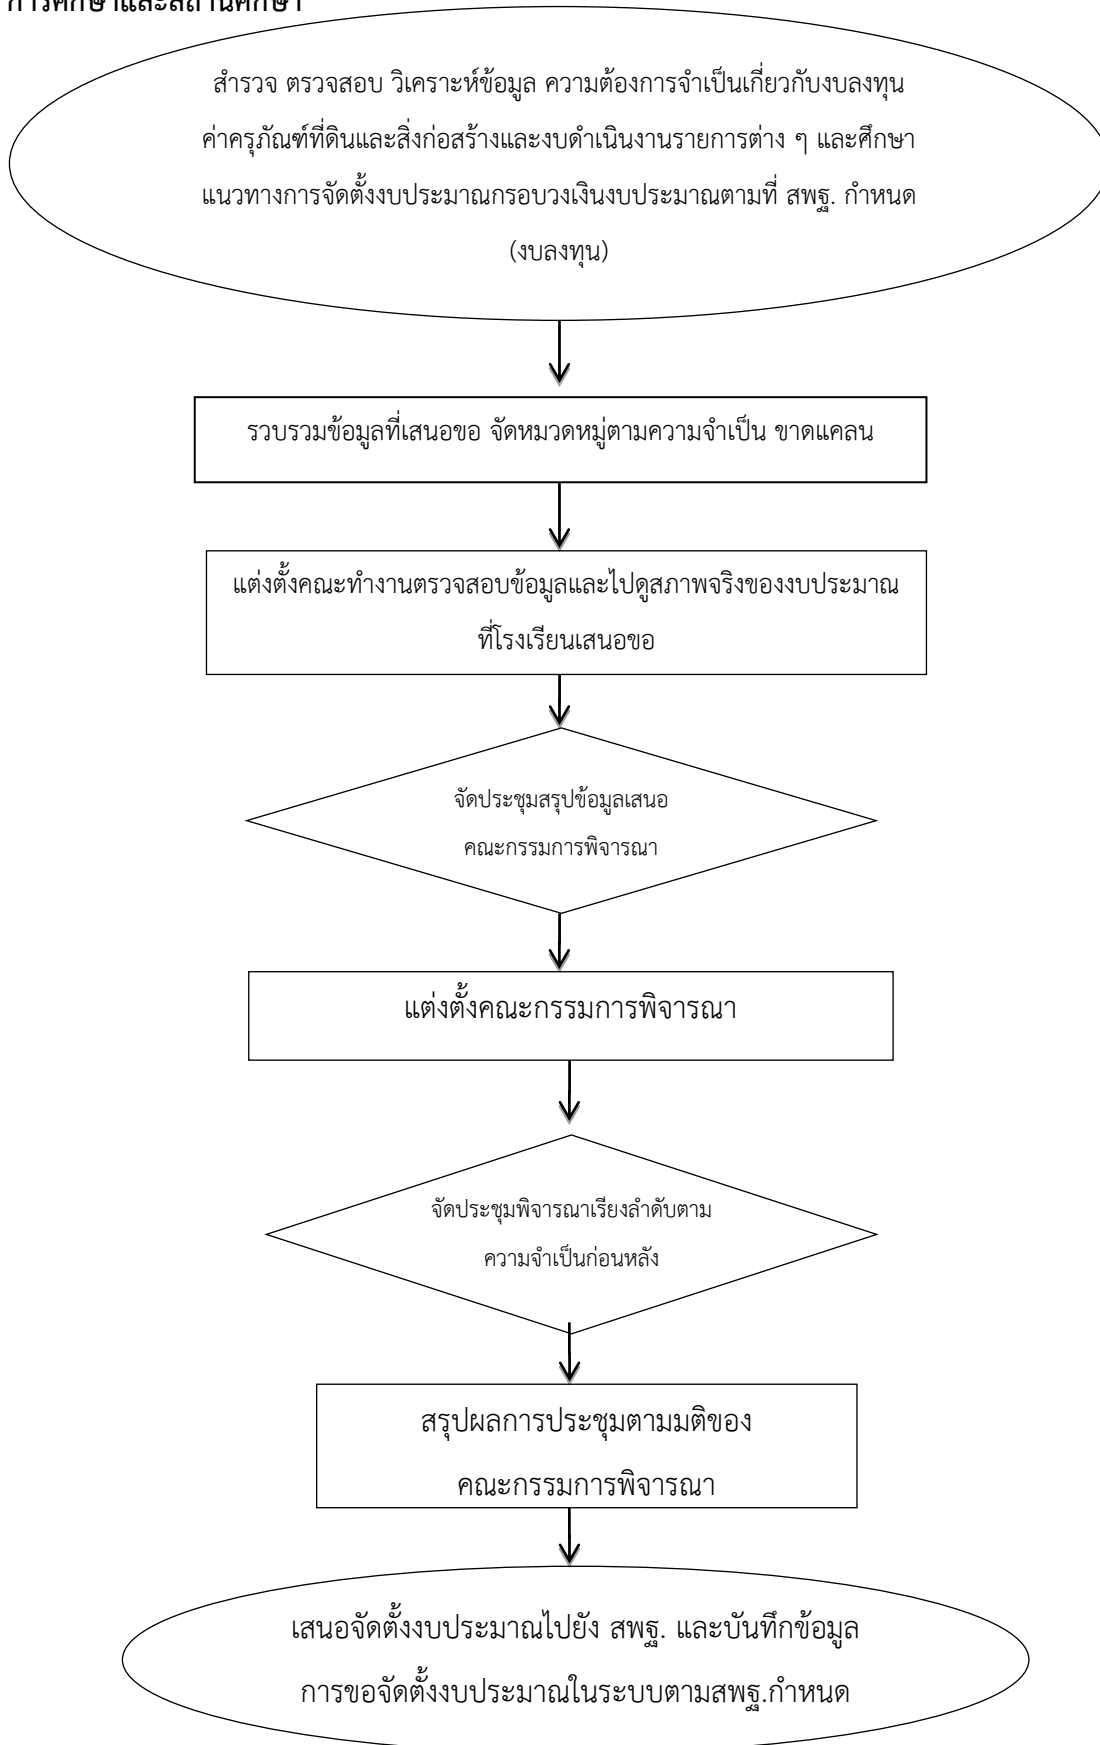 การศึกษาและสถานศึกษา
สำรวจ ตรวจสอบ วิเคราะห์ข้อมูล ความต้องการจำเป็นเกี่ยวกับงบลงทุน
ค่าครุภัณฑ์ที่ดินและสิ่งก่อสร้างและงบดำเนินงานรายการต่าง ๆ และศึกษา
แนวทางการจัดตั้งงบประมาณกรอบวงเงินงบประมาณตามที่ สพฐ. กำหนด
(งบลงทุน)
รวบรวมข้อมูลที่เสนอขอ จัดหมวดหมู่ตามความจำเป็น ขาดแคลน
แต่งตั้งคณะทำงานตรวจสอบข้อมูลและไปดูสภาพจริงของงบประมาณ
ที่โรงเรียนเสนอขอ
จัดประชุมสรุปข้อมูลเสนอ
คณะกรรมการพิจารณา
แต่งตั้งคณะกรรมการพิจารณา
จัดประชุมพิจารณาเรียงลำดับตาม
ความจำเป็นก่อนหลัง
สรุปผลการประชุมตามมติของ
คณะกรรมการพิจารณา
เสนอจัดตั้งงบประมาณไปยัง สพฐ. และบันทึกข้อมูล
การขอจัดตั้งงบประมาณในระบบตามสพฐ.กำหนด